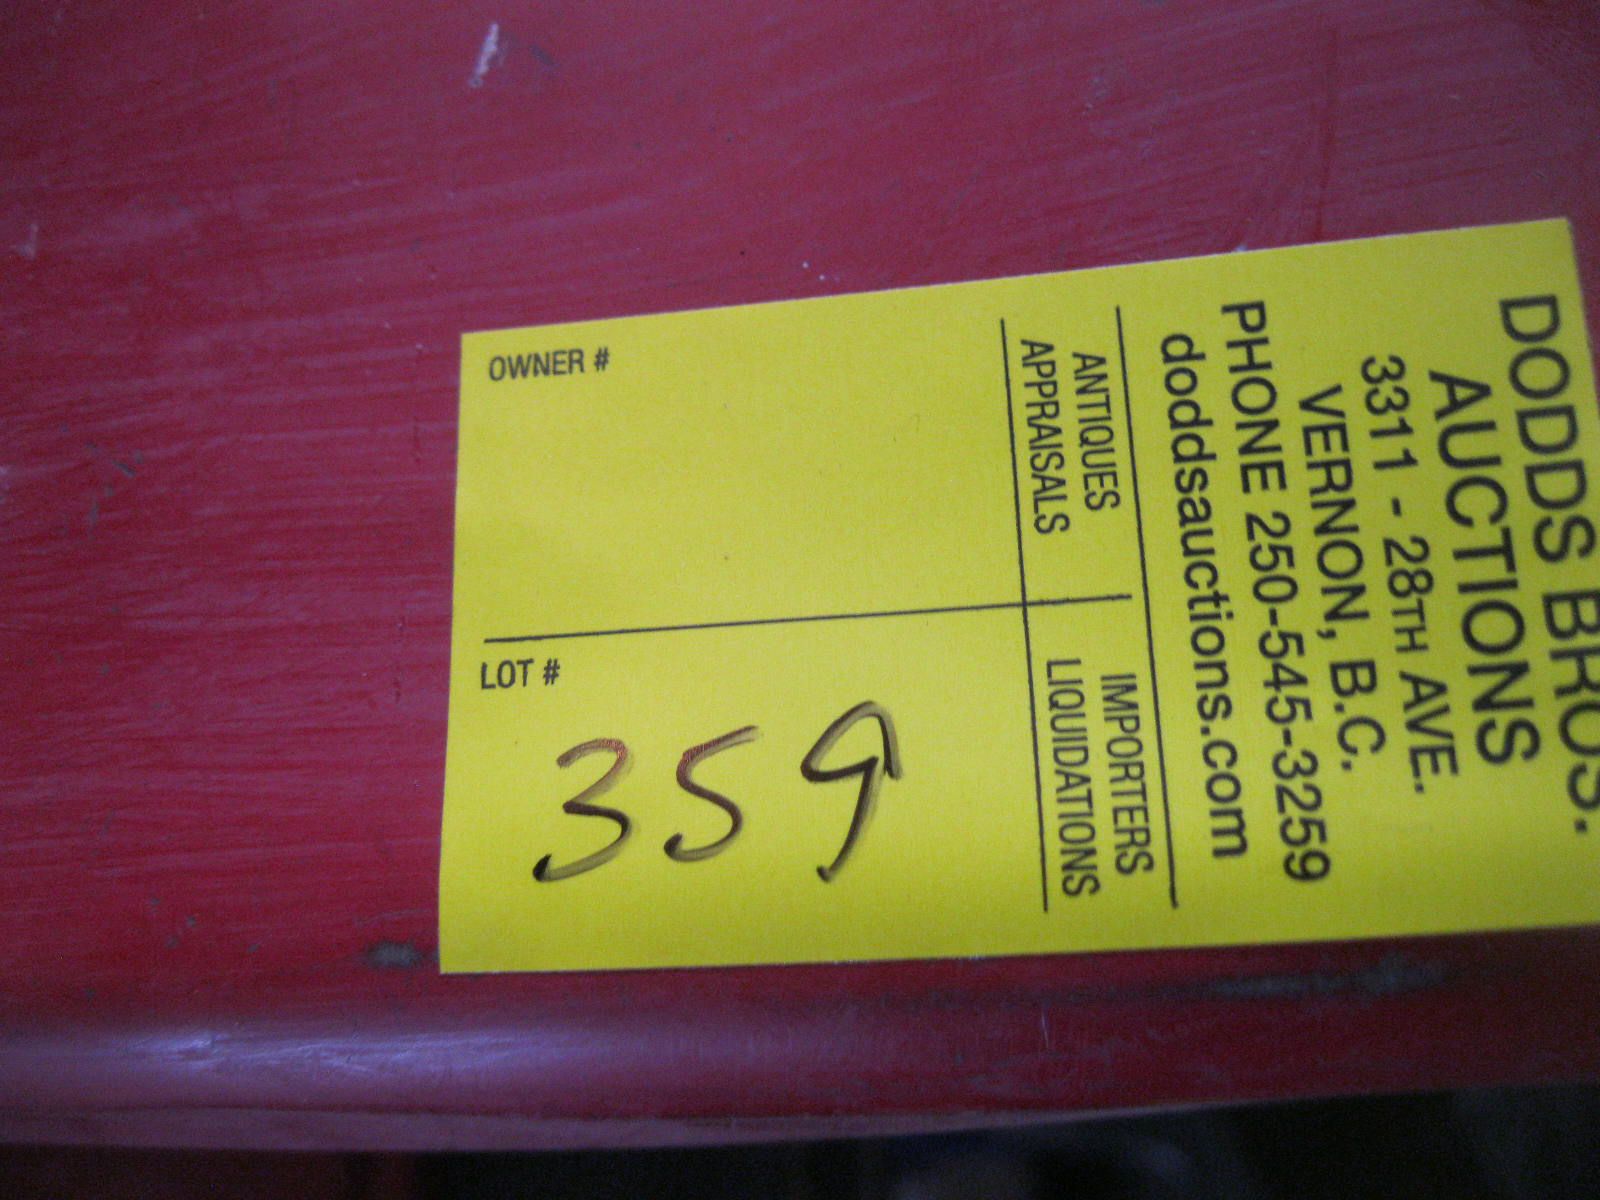 DODDS BROS.
AUCTIONS
3311 - 28TH AVE.
VERNON, B.C.
PHONE 250-545-3259
doddsauctions.com
ANTIQUES
APPRAISALS
IMPORTERS
LIQUIDATIONS
OWNER #
LOT #
359